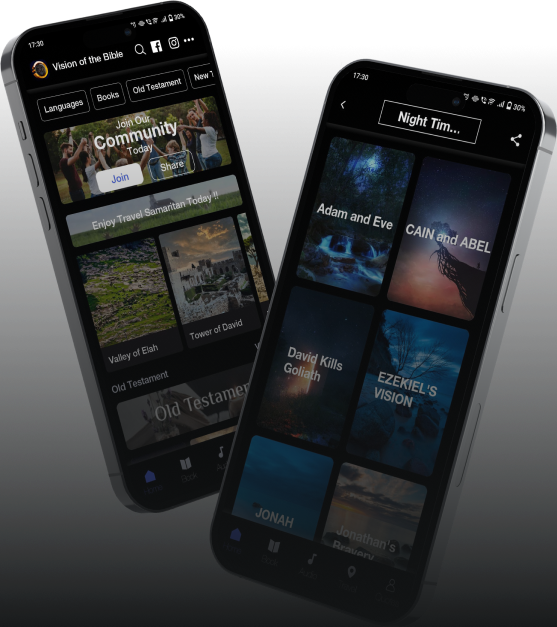 17:30
30%
Vision of the Bible
Languages
Books
Old Testament
New T
Join Our
Community
Today
Join
Share
Enjoy Travel Samaritan Today !!
Valley of Elah
Tower of David
Old Testament
Old Testamen
Home
Book
17:30
30%
Night Tim...
Adam and Eve
CAIN and ABEL
David Kills
Goliath
EZEKIEL'S
VISION
JONAH
Jonathan's
Bravery